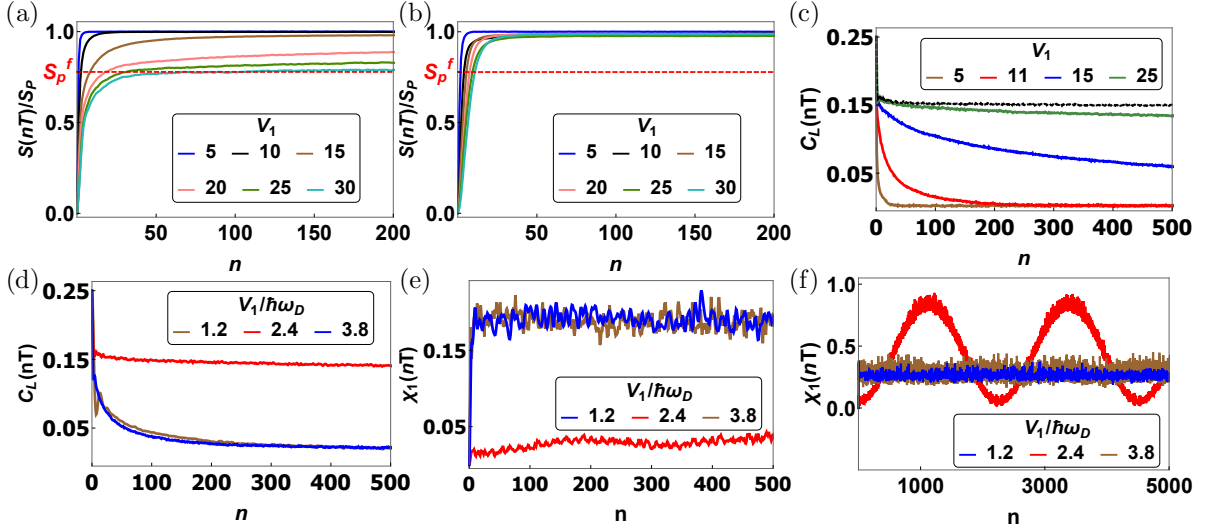 (a)
1.0
S_p^f
0.5
0.0
S(nT)/S_P
V_1
5 10 15
20 25 30
50 100 150 200
n
(b)
1.0
S_p^f
0.5
0.0
S(nT)/S_P
V_1
5 10 15
20 25 30
50 100 150 200
n
(c)
0.25
0.15
0.05
C_L(nT)
V_1
5 11 15 25
0 100 200 300 400 500
n
(d)
0.25
0.15
0.05
C_L(nT)
V_1/ℏω_D
1.2 2.4 3.8
0 100 200 300 400 500
n
(e)
0.15
0.05
χ_1(nT)
V_1/ℏω_D
1.2 2.4 3.8
0 100 200 300 400 500
n
(f)
1.0
0.5
0.0
χ_1(nT)
V_1/ℏω_D
1.2 2.4 3.8
1000 3000 5000
n